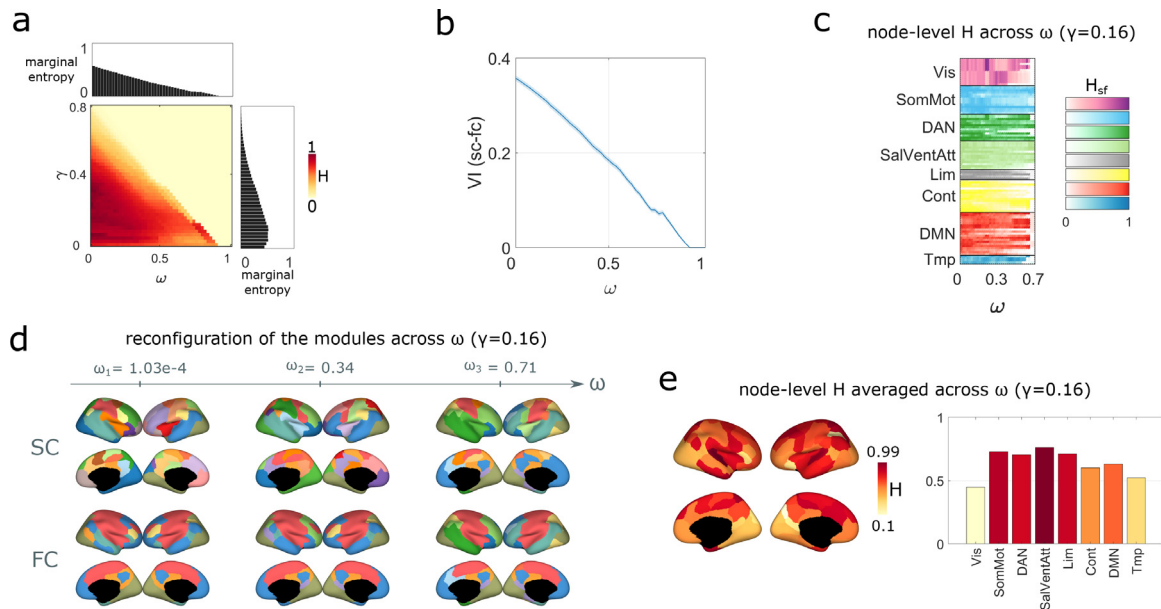 a
1
marginal
entropy
0
0 1
0.8
γ
0.4
0
1
H
0
0 0.5 1
ω
0 1
marginal
entropy
b
0.4
VI (sc-fc)
0.2
0
0 0.5 1
ω
c
node-level H across ω (γ=0.16)
Vis
SomMot
DAN
SalVentAtt
Lim
Cont
DMN
Tmp
0 0.3 0.7
ω
Hsf
0 1
d
reconfiguration of the modules across ω (γ=0.16)
ω1= 1.03e-4 ω2= 0.34 ω3= 0.71
ω
SC
FC
e
node-level H averaged across ω (γ=0.16)
0.99
H
0.1
1
0.5
0
Vis
SomMot
DAN
SalVentAtt
Lim
Cont
DMN
Tmp